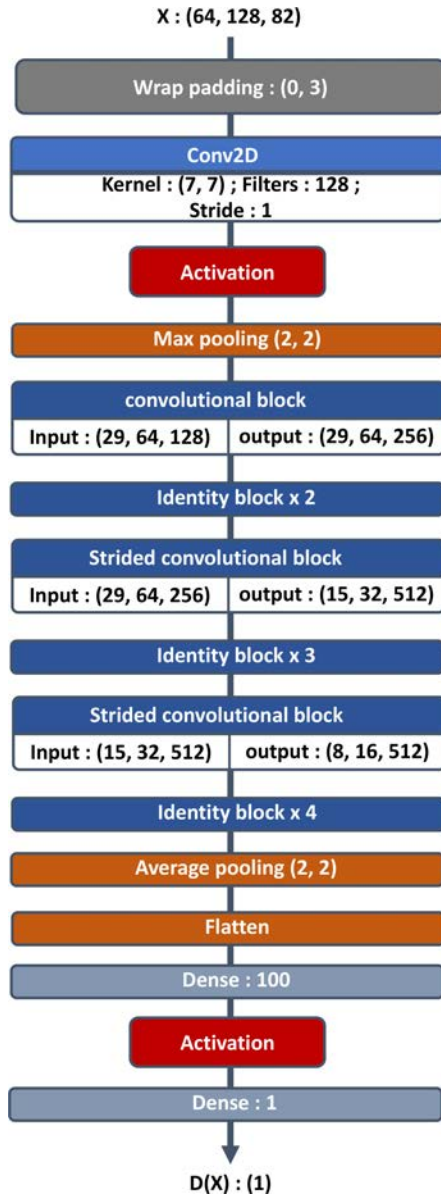 X : (64, 128, 82)
Wrap padding : (0, 3)
Conv2D
Kernel : (7, 7) ; Filters : 128 ;
Stride : 1
Activation
Max pooling (2, 2)
convolutional block
Input : (29, 64, 128) output : (29, 64, 256)
Identity block x 2
Strided convolutional block
Input : (29, 64, 256) output : (15, 32, 512)
Identity block x 3
Strided convolutional block
Input : (15, 32, 512) output : (8, 16, 512)
Identity block x 4
Average pooling (2, 2)
Flatten
Dense : 100
Activation
Dense : 1
D(X) : (1)